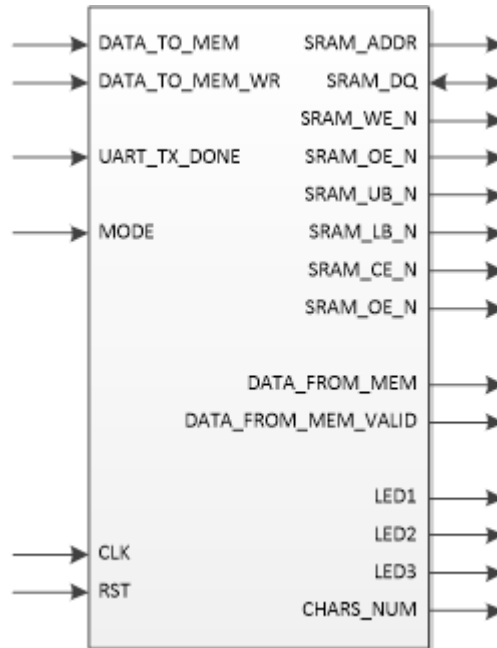 DATA_TO_MEM SRAM_ADDR
DATA_TO_MEM_WR SRAM_DQ
SRAM_WE_N
UART_TX_DONE SRAM_OE_N
SRAM_UB_N
MODE SRAM_LB_N
SRAM_CE_N
SRAM_OE_N
DATA_FROM_MEM
DATA_FROM_MEM_VALID
LED1
LED2
CLK
LED3
RST
CHARS_NUM